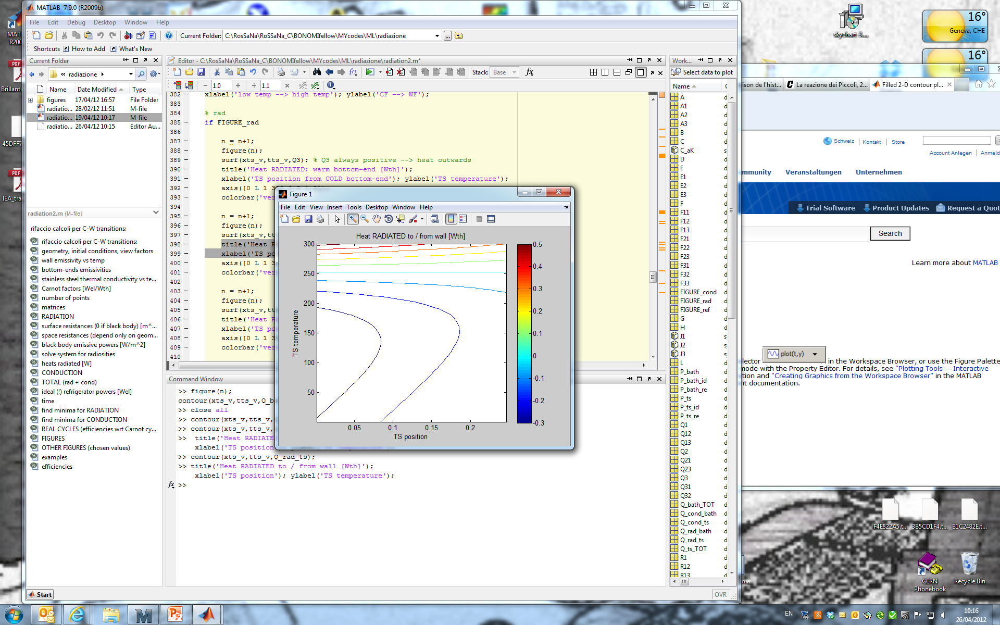 MATLAB 7.9.0 (R2009b)
File Edit Debug Desktop Window Help
Current Folder: C:\RosSaNa\RoSSaNa_C\BONOMIfellow\MYcodes\ML\radiazione
Shortcuts How to Add What's New
Current Folder
« radiazione
Name Date Modified Type
figures 17/04/12 16:57 File Folder
radiatio... 28/02/12 11:51 M-file
radiatio... 19/04/12 10:17 M-file
radiatio... 26/04/12 10:15 Editor Au...
radiation2.m (M-file)
rifaccio calcoli per C-W transitions:
rifaccio calcoli per C-W transitions:
geometry, initial conditions, view factors
wall emissivity vs temp
bottom-ends emissivities
stainless steel thermal conductivity vs te...
Carnot factors [Wel/Wth]
number of points
matrices
RADIATION
surface resistances (0 if black body) [m^...
space resistances (depend only on geom...
black body emissive powers [W/m^2]
solve system for radiosities
heats radiated [W]
CONDUCTION
TOTAL (rad + cond)
ideal (!) refrigerator powers [Wel]
time
find minima for RADIATION
find minima for CONDUCTION
REAL CYCLES (efficiencies wrt Carnot cy...
FIGURES
OTHER FIGURES (chosen values)
examples
efficiencies
Editor - C:\RosSaNa\RoSSaNa_C\BONOMIfellow\MYcodes\ML\radiazione\radiation2.m*
Stack: Base
1.0 1.1
382 xlabel('low temp --> high temp'); ylabel('CF --> WF');
383
384 % rad
385 if FIGURE_rad
386
387 n = n+1;
388 figure(n);
389 surf(xts_v,tts_v,Q3); % Q3 always positive --> heat outwards
390 title('Heat RADIATED: warm bottom-end [Wth]');
391 xlabel('TS position from COLD bottom-end'); ylabel('TS temperature');
392 axis([0 L 1 3
393 colorbar('ver
394
395 n = n+1;
396 figure(n);
397 surf(xts_v,tt
398 title('Heat R
399 xlabel('TS po
400 axis([0 L 1 3
401 colorbar('ver
402
403 n = n+1;
404 figure(n);
405 surf(xts_v,tt
406 title('Heat R
407 xlabel('TS po
408 axis([0 L 1 3
409 colorbar('ver
410
Figure 1
File Edit View Insert Tools Desktop Window Help
Heat RADIATED to / from wall [Wth]
300
250
200
150
100
50
TS temperature
0.05 0.1 0.15 0.2
TS position
0.5
0.4
0.3
0.2
0.1
0
-0.1
-0.2
-0.3
Command Window
>> figure(n);
contour(xts_v,tts_v,Q_b
>> close all
>> contour(xts_v,tts_v,
>> contour(xts_v,tts_v,
>> title('Heat RADIATE
xlabel('TS position
>> contour(xts_v,tts_v,Q_rad_ts);
>> title('Heat RADIATED to / from wall [Wth]');
xlabel('TS position'); ylabel('TS temperature');
>>
Work...
Select data to plot
Name
A
A1
A2
A3
B
C
C_aK
D
E
E1
E2
E3
F
F11
F12
F13
F21
F22
F23
F31
F32
F33
FIGURE_cond
FIGURE_rad
FIGURE_ref
G
H
J1
J2
J3
L
P_bath
P_bath_id
P_bath_re
P_ts
P_ts_id
P_ts_re
Q1
Q12
Q13
Q2
Q21
Q23
Q3
Q31
Q32
Q_bath_TOT
Q_cond_bath
Q_cond_ts
Q_rad_bath
Q_rad_ts
Q_ts_TOT
R1
R12
R13
Start
OVR
skychart-3....
16°
Geneva, CHE
16°
ison de l'hist... La reazione dei Piccoli, 2... Filled 2-D contour pl...
Schweiz Kontakt Store
Account Anlegen Anmeld
mmunity Veranstaltungen Unternehmen
Trial Software Product Updates Request a Quot
Search
Learn more about MATLAB
lector plot(t,y) in the Workspace Browser, or use the Figure Palette
mode with the Property Editor. For details, see "Plotting Tools — Interactive
tion and "Creating Graphics from the Workspace Browser" in the MATLAB
nt documentation.
F4E822A5.t... 3B5CD1F4.t... B1C2482E.t...
CERN Phonebook
Recycle Bin
MAT
R200
PDF
Brillante
45DFF7
PDF
IEA_tra
EN
10:16
26/04/2012